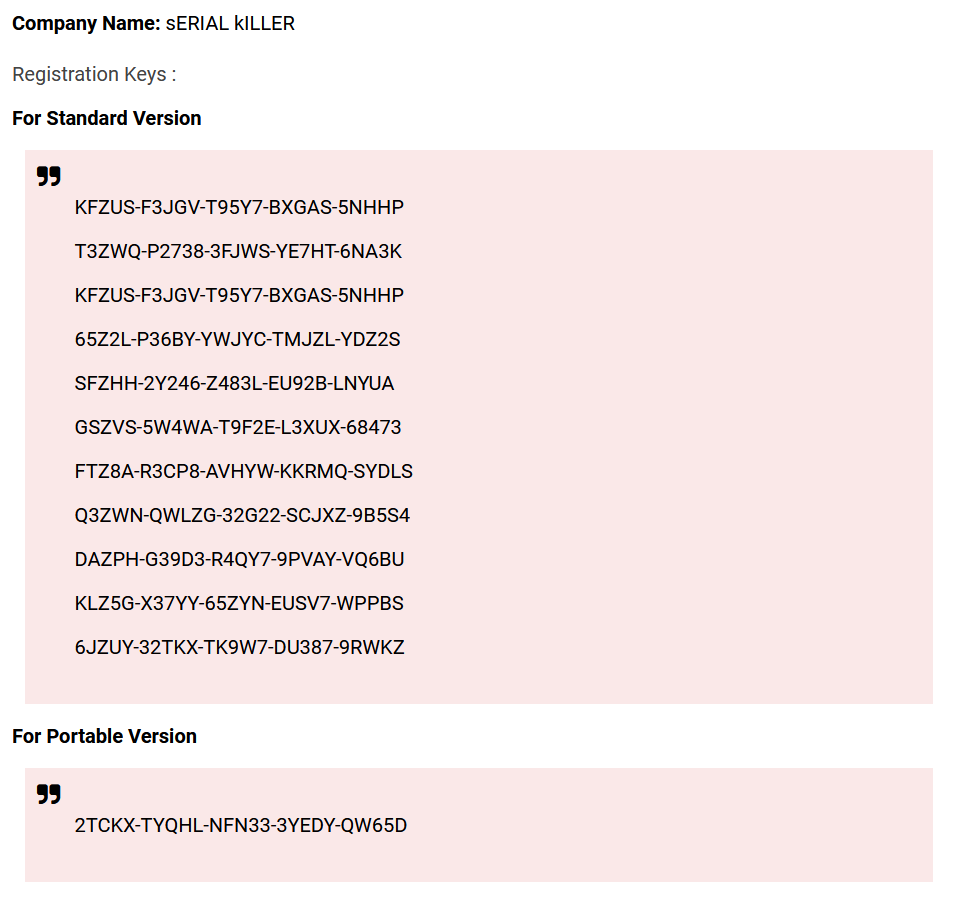 Company Name: sERIAL kILLER
Registration Keys :
For Standard Version
KFZUS-F3JGV-T95Y7-BXGAS-5NHHP
T3ZWQ-P2738-3FJWS-YE7HT-6NA3K
KFZUS-F3JGV-T95Y7-BXGAS-5NHHP
65Z2L-P36BY-YWJYC-TMJZL-YDZ2S
SFZHH-2Y246-Z483L-EU92B-LNYUA
GSZVS-5W4WA-T9F2E-L3XUX-68473
FTZ8A-R3CP8-AVHYW-KKRMQ-SYDLS
Q3ZWN-QWLZG-32G22-SCJXZ-9B5S4
DAZPH-G39D3-R4QY7-9PVAY-VQ6BU
KLZ5G-X37YY-65ZYN-EUSV7-WPPBS
6JZUY-32TKX-TK9W7-DU387-9RWKZ
For Portable Version
2TCKX-TYQHL-NFN33-3YEDY-QW65D